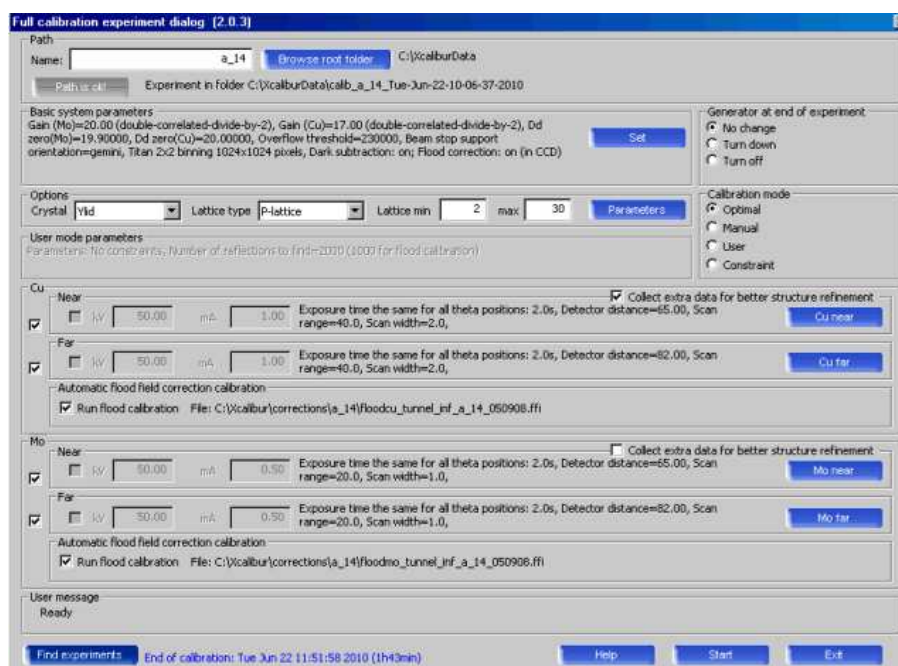 Full calibration experiment dialog (2.0.3)
Path
Name: a_14 Browse root folder C:\XcaliburData
Path is ok! Experiment in folder C:\XcaliburData\calib_a_14_Tue-Jun-22-10-06-37-2010
Basic system parameters
Gain (Mo)=20.00 (double-correlated-divide-by-2), Gain (Cu)=17.00 (double-correlated-divide-by-2), Dd
zero(Mo)=19.90000, Dd zero(Cu)=20.00000, Overflow threshold=230000, Beam stop support
orientation=gemini, Titan 2x2 binning 1024x1024 pixels, Dark subtraction: on; Flood correction: on (in CCD)
Set
Generator at end of experiment
No change
Turn down
Turn off
Options
Crystal Ylid Lattice type P-lattice Lattice min 2 max 30 Parameters
Calibration mode
Optimal
Manual
User
Constraint
User mode parameters
Parameters: No constraints, Number of reflections to find=2000 (1000 for flood calibration)
Cu
Near
Collect extra data for better structure refinement
kV 50.00 mA 1.00 Exposure time the same for all theta positions: 2.0s, Detector distance=65.00, Scan
range=40.0, Scan width=2.0,
Cu near
Far
kV 50.00 mA 1.00 Exposure time the same for all theta positions: 2.0s, Detector distance=82.00, Scan
range=40.0, Scan width=2.0,
Cu far
Automatic flood field correction calibration
Run flood calibration File: C:\Xcalibur\corrections\a_14\floodcu_tunnel_inf_a_14_050908.ffi
Mo
Near
Collect extra data for better structure refinement
kV 50.00 mA 0.50 Exposure time the same for all theta positions: 2.0s, Detector distance=65.00, Scan
range=20.0, Scan width=1.0,
Mo near
Far
kV 50.00 mA 0.50 Exposure time the same for all theta positions: 2.0s, Detector distance=82.00, Scan
range=20.0, Scan width=1.0,
Mo far
Automatic flood field correction calibration
Run flood calibration File: C:\Xcalibur\corrections\a_14\floodmo_tunnel_inf_a_14_050908.ffi
User message
Ready
Find experiments End of calibration: Tue Jun 22 11:51:58 2010 (1h43min) Help Start Exit